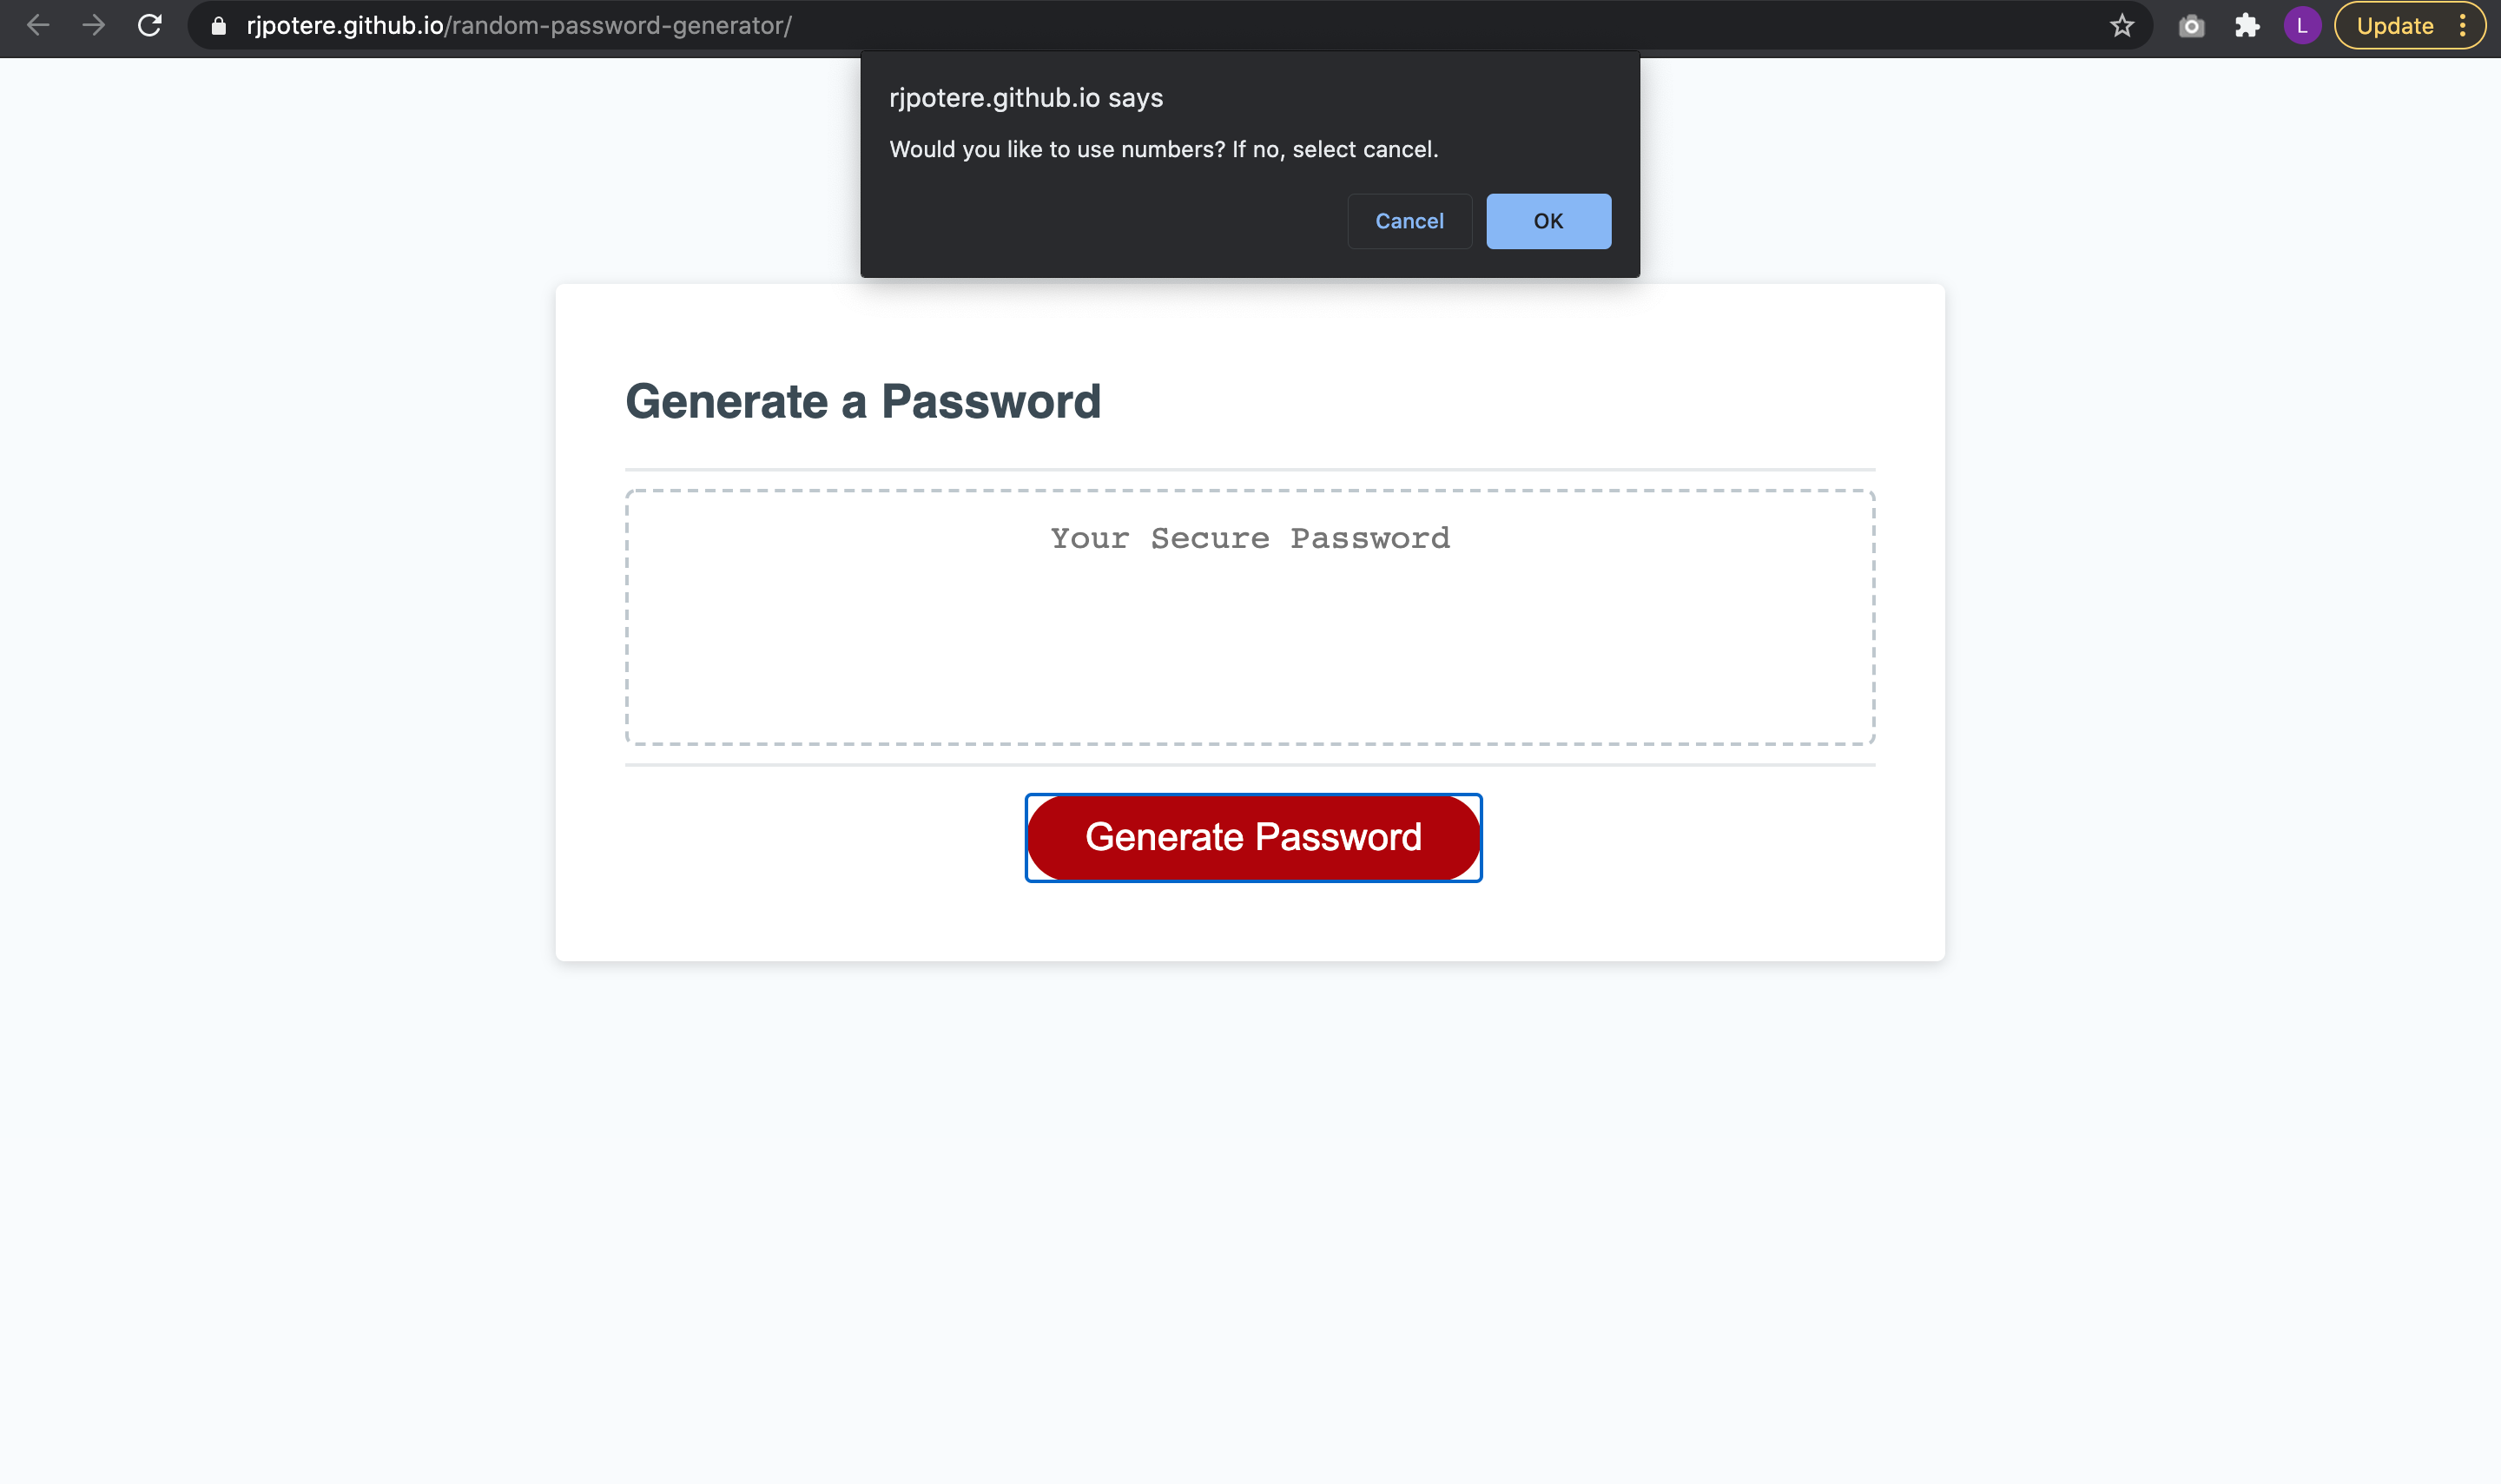 rjpotere.github.io/random-password-generator/
L
Update
rjpotere.github.io says
Would you like to use numbers? If no, select cancel.
Cancel
OK
Generate a Password
Your Secure Password
Generate Password